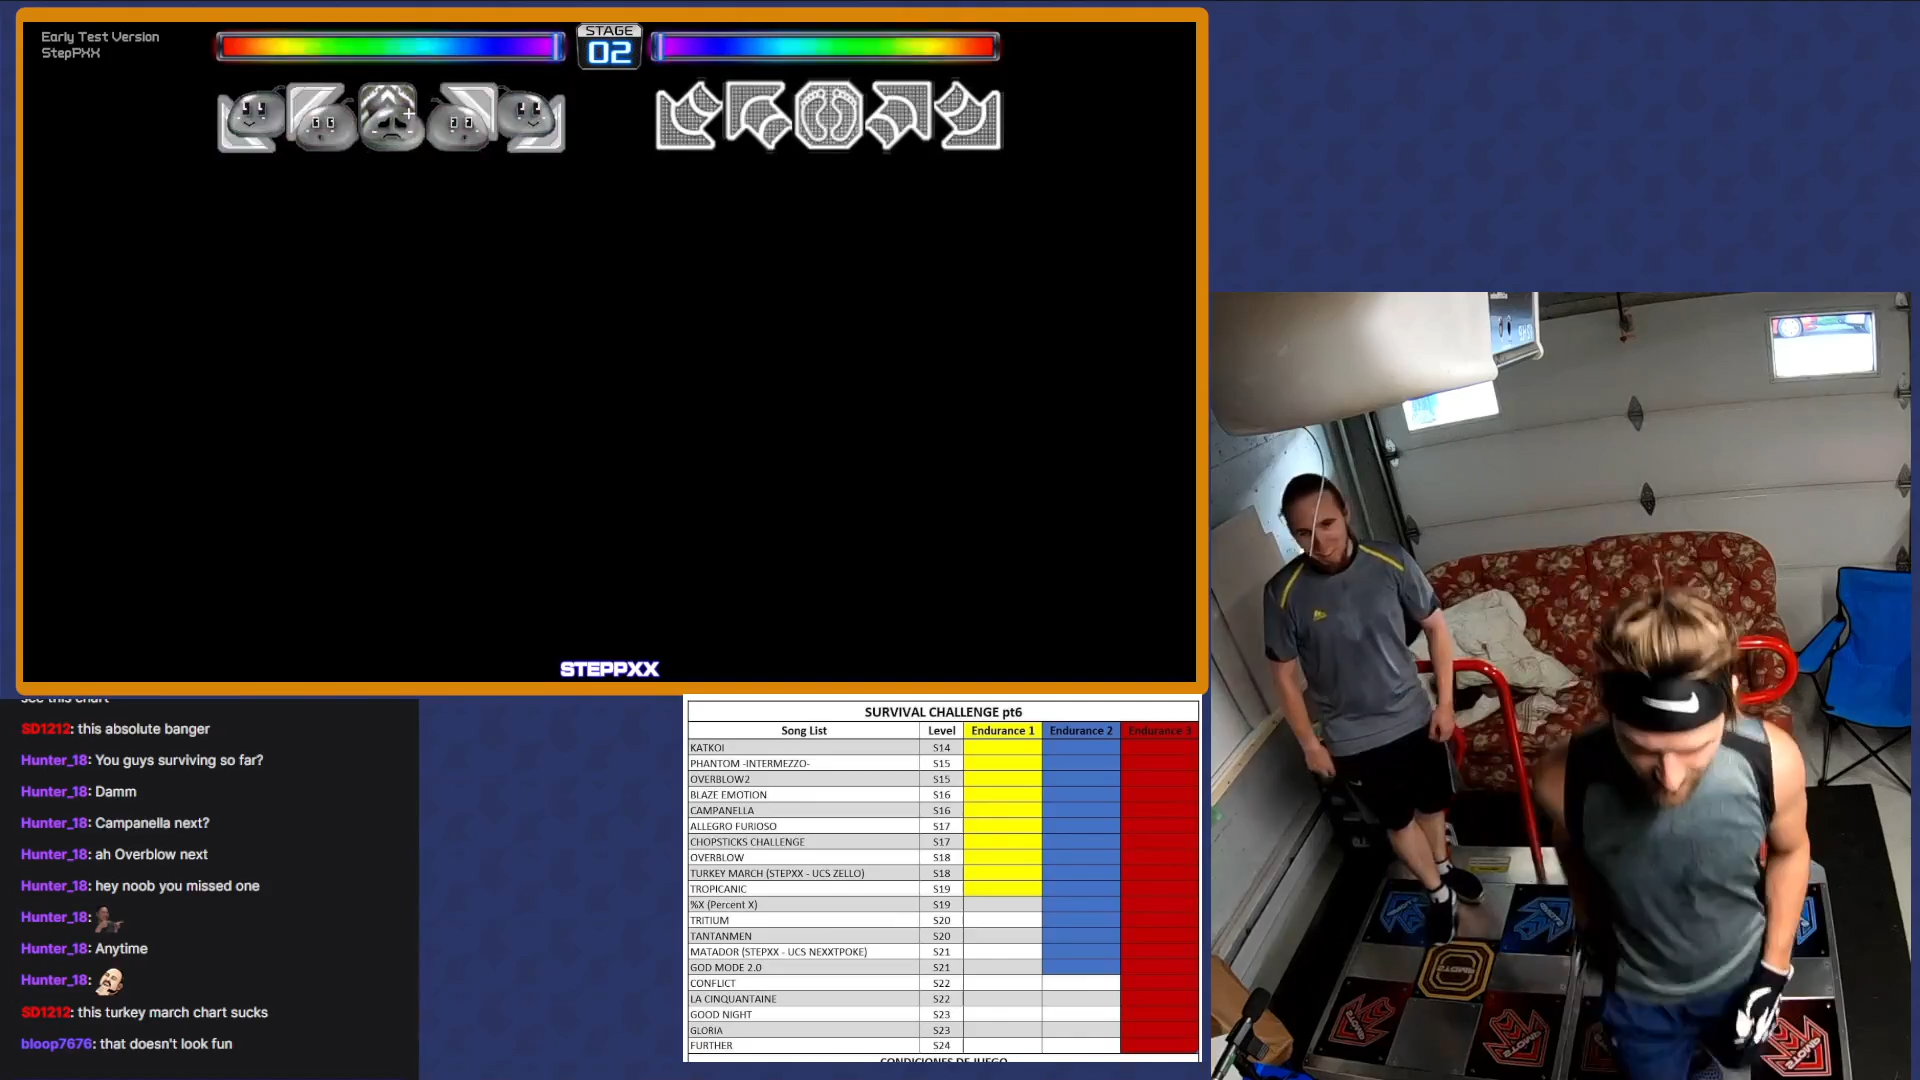 Early Test Version
StepPXX
STAGE
02
STEPPXX
SD1212: this absolute banger
Hunter_18: You guys surviving so far?
Hunter_18: Damm
Hunter_18: Campanella next?
Hunter_18: ah Overblow next
Hunter_18: hey noob you missed one
Hunter_18:
Hunter_18: Anytime
Hunter_18:
SD1212: this turkey march chart sucks
bloop7676: that doesn't look fun
SURVIVAL CHALLENGE pt6
Song List Level Endurance 1 Endurance 2 Endurance 3
KATKOI S14
PHANTOM -INTERMEZZO- S15
OVERBLOW2 S15
BLAZE EMOTION S16
CAMPANELLA S16
ALLEGRO FURIOSO S17
CHOPSTICKS CHALLENGE S17
OVERBLOW S18
TURKEY MARCH (STEPXX - UCS ZELLO) S18
TROPICANIC S19
%X (Percent X) S19
TRITIUM S20
TANTANMEN S20
MATADOR (STEPXX - UCS NEXXTPOKE) S21
GOD MODE 2.0 S21
CONFLICT S22
LA CINQUANTAINE S22
GOOD NIGHT S23
GLORIA S23
FURTHER S24
CONDICIONES DE JUEGO